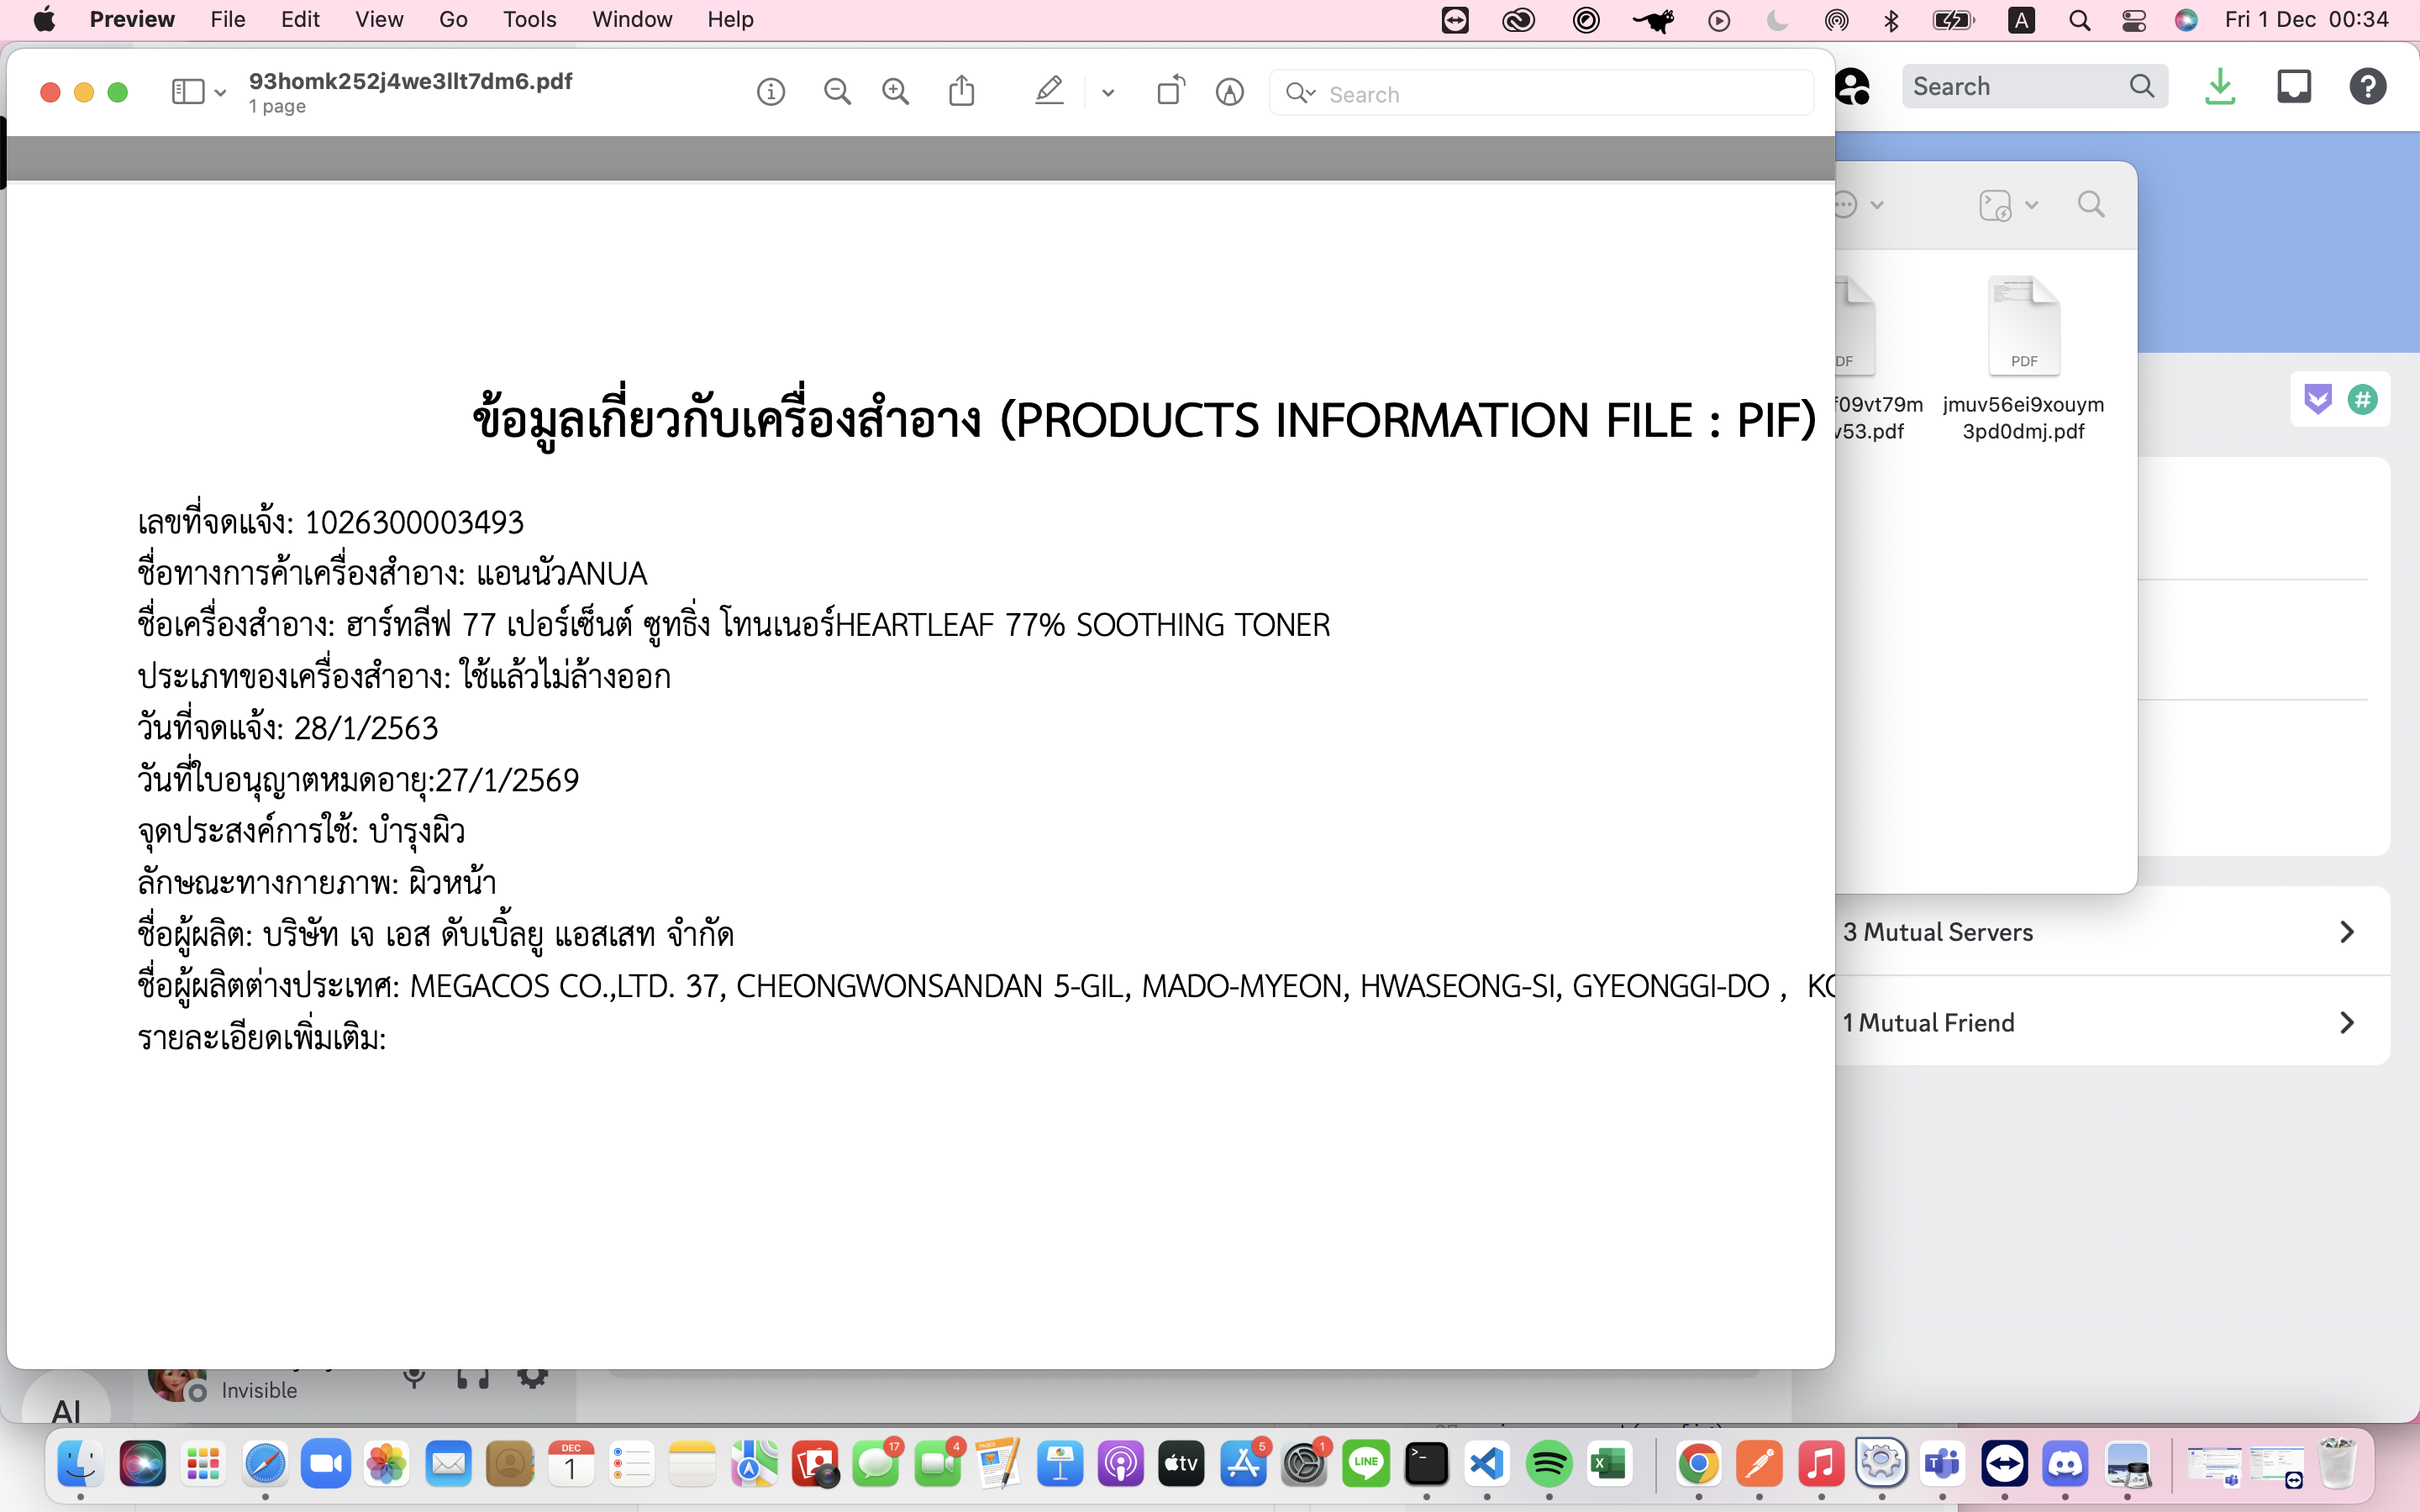 Preview File Edit View Go Tools Window Help
Fri 1 Dec 00:34
93homk252j4we3llt7dm6.pdf
1 page
Search
Search
ข้อมูลเกี่ยวกับเครื่องสำอาง (PRODUCTS INFORMATION FILE : PIF)
เลขที่จดแจ้ง: 1026300003493
ชื่อทางการค้าเครื่องสำอาง: แอนนัวANUA
ชื่อเครื่องสำอาง: ฮาร์ทลีฟ 77 เปอร์เซ็นต์ ซูทธิ่ง โทนเนอร์HEARTLEAF 77% SOOTHING TONER
ประเภทของเครื่องสำอาง: ใช้แล้วไม่ล้างออก
วันที่จดแจ้ง: 28/1/2563
วันที่ใบอนุญาตหมดอายุ:27/1/2569
จุดประสงค์การใช้: บำรุงผิว
ลักษณะทางกายภาพ: ผิวหน้า
ชื่อผู้ผลิต: บริษัท เจ เอส ดับเบิ้ลยู แอสเสท จำกัด
ชื่อผู้ผลิตต่างประเทศ: MEGACOS CO.,LTD. 37, CHEONGWONSANDAN 5-GIL, MADO-MYEON, HWASEONG-SI, GYEONGGI-DO , KO
รายละเอียดเพิ่มเติม:
DF
PDF
f09vt79m
v53.pdf
jmuv56ei9xouym
3pd0dmj.pdf
3 Mutual Servers
1 Mutual Friend
Invisible
AI
DEC
1
17
4
tv
5
1
LINE